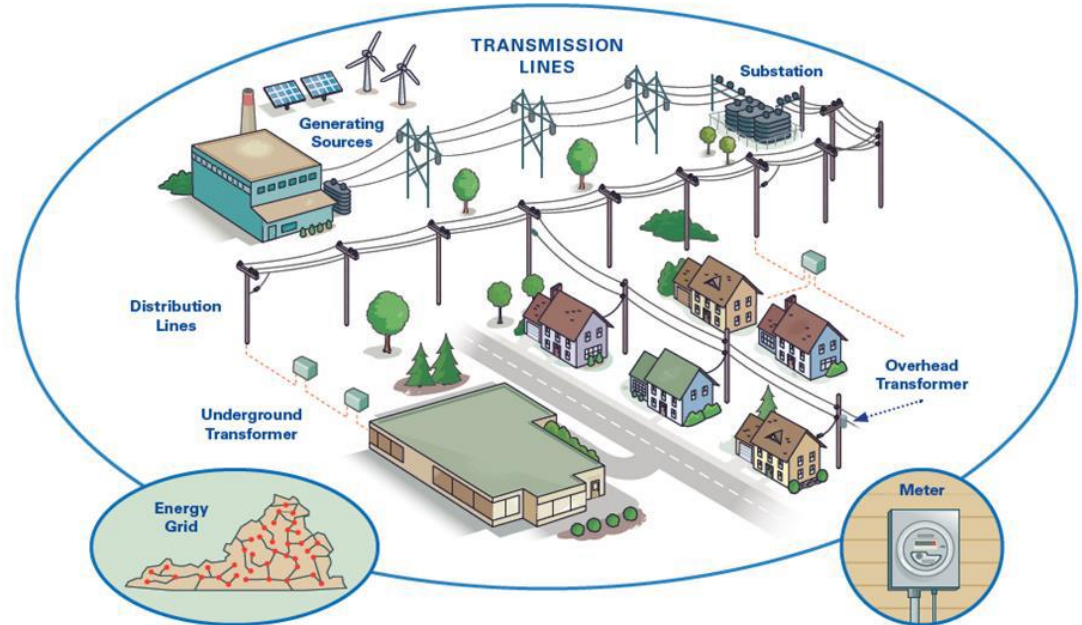 TRANSMISSION
LINES
Substation
Generating
Sources
Distribution
Lines
Overhead
Transformer
Underground
Transformer
Energy
Grid
Meter